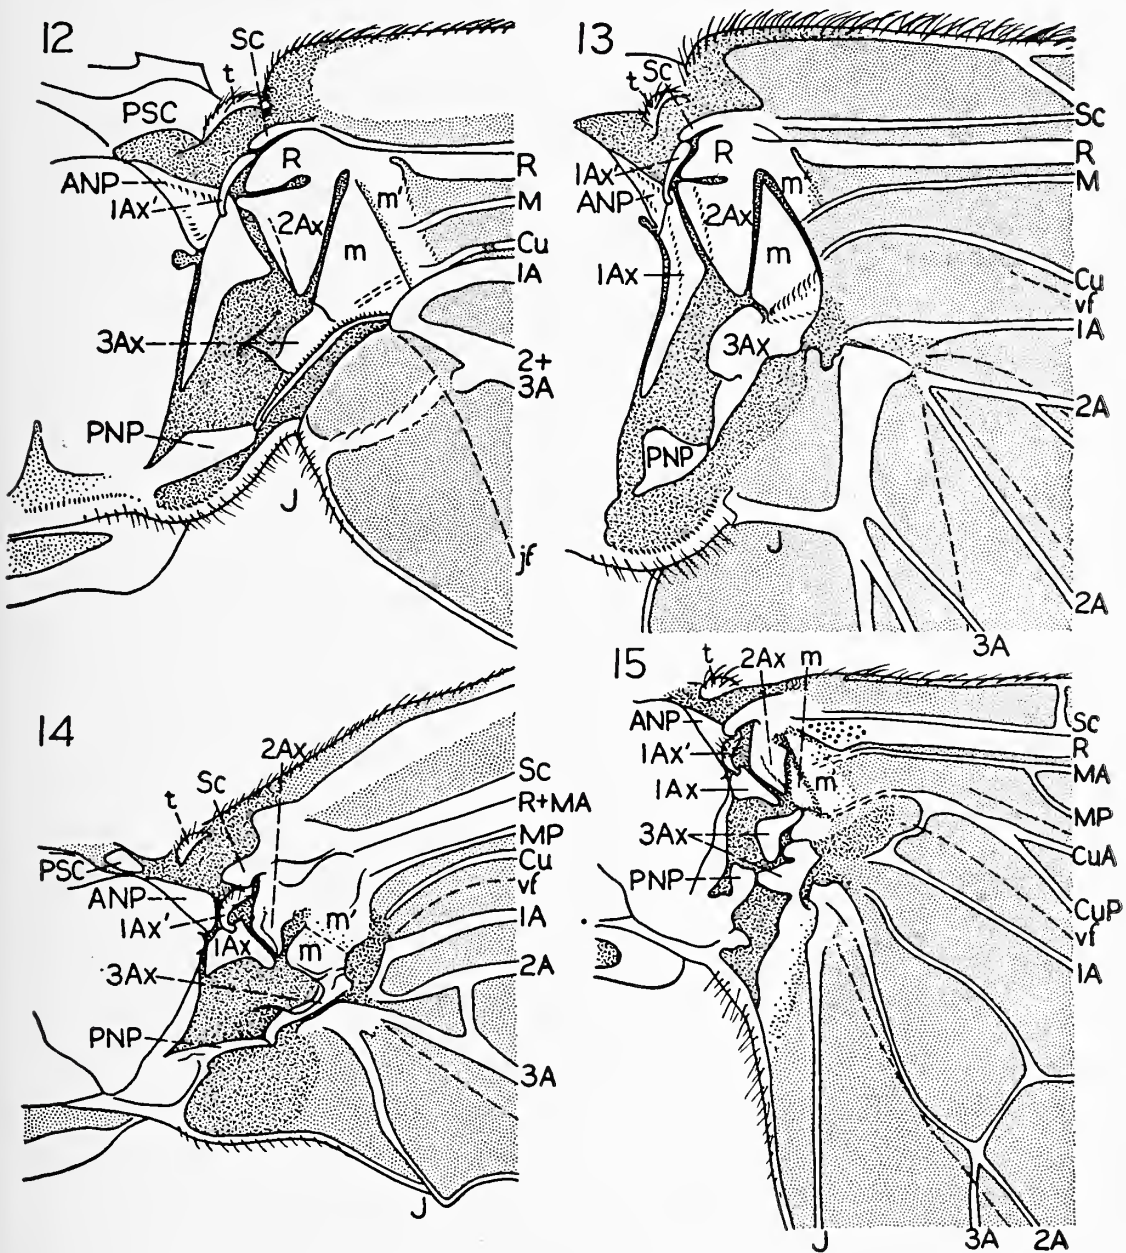 12
Sc
t
PSC
R
ANP
1Ax'
2Ax
m'
m
3Ax
PNP
J
R
M
Cu
1A
2+
3A
jf
13
t
Sc
1Ax'
ANP
R
m'
2Ax
m
1Ax
3Ax
PNP
J
Sc
R
M
Cu
vf
1A
2A
2A
3A
14
2Ax
Sc
t
PSC
ANP
1Ax'
1Ax
m'
m
3Ax
PNP
J
Sc
R+MA
MP
Cu
vf
1A
2A
3A
15
t
2Ax
m
ANP
1Ax'
1Ax
m
3Ax
PNP
Sc
R
MA
MP
CuA
CuP
vf
1A
J
3A
2A